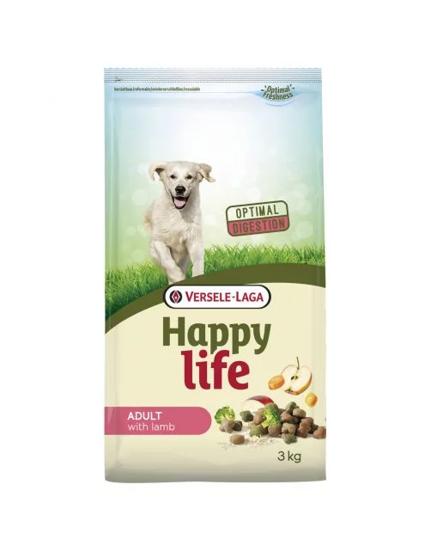 Optimal
Freshness
OPTIMAL
DIGESTION
VERSELE-LAGA
Happy
life
ADULT
with lamb
3 kg